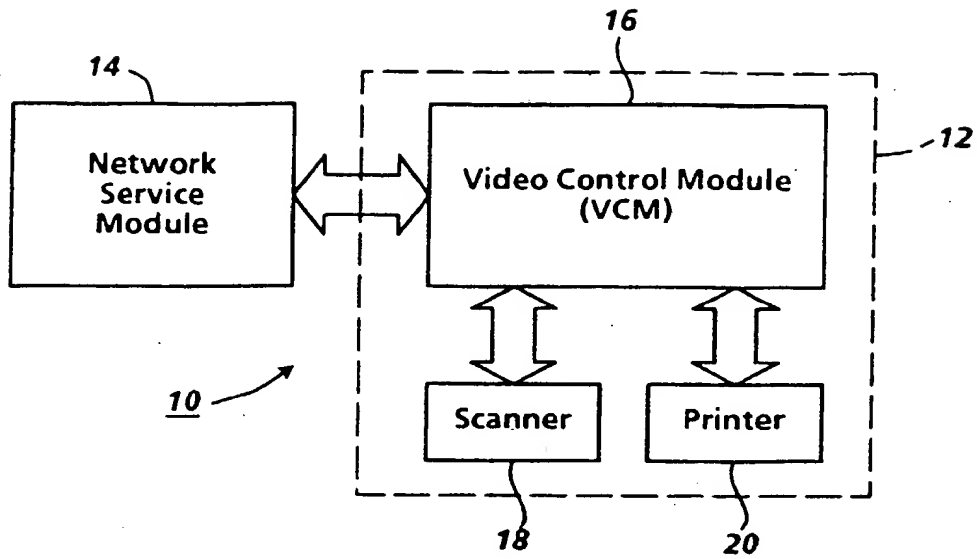 16
14
12
Network
Service
Module
Video Control Module
(VCM)
10
Scanner
Printer
18
20